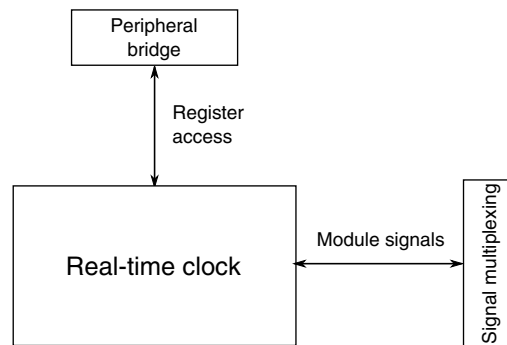 Peripheral
bridge
Register
access
Real-time clock
Module signals
Signal multiplexing